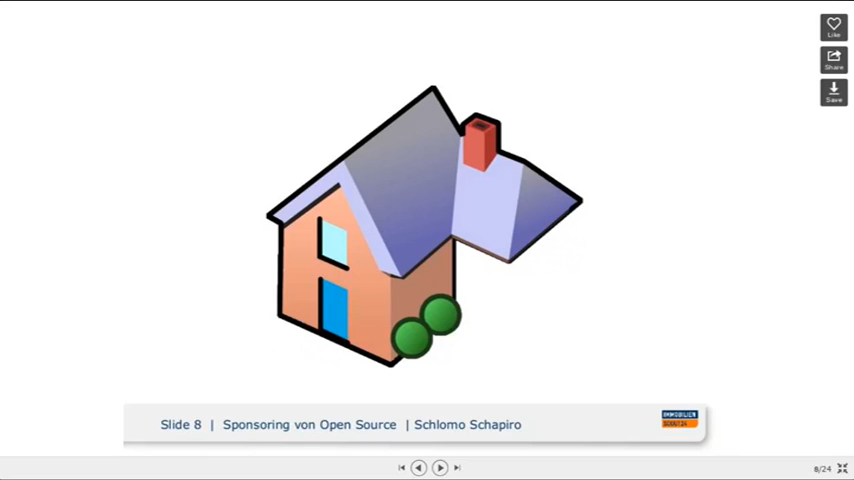 Like
Share
Save
Slide 8 | Sponsoring von Open Source | Schlomo Schapiro
IMMOBILIEN
SCOUT24
8/24